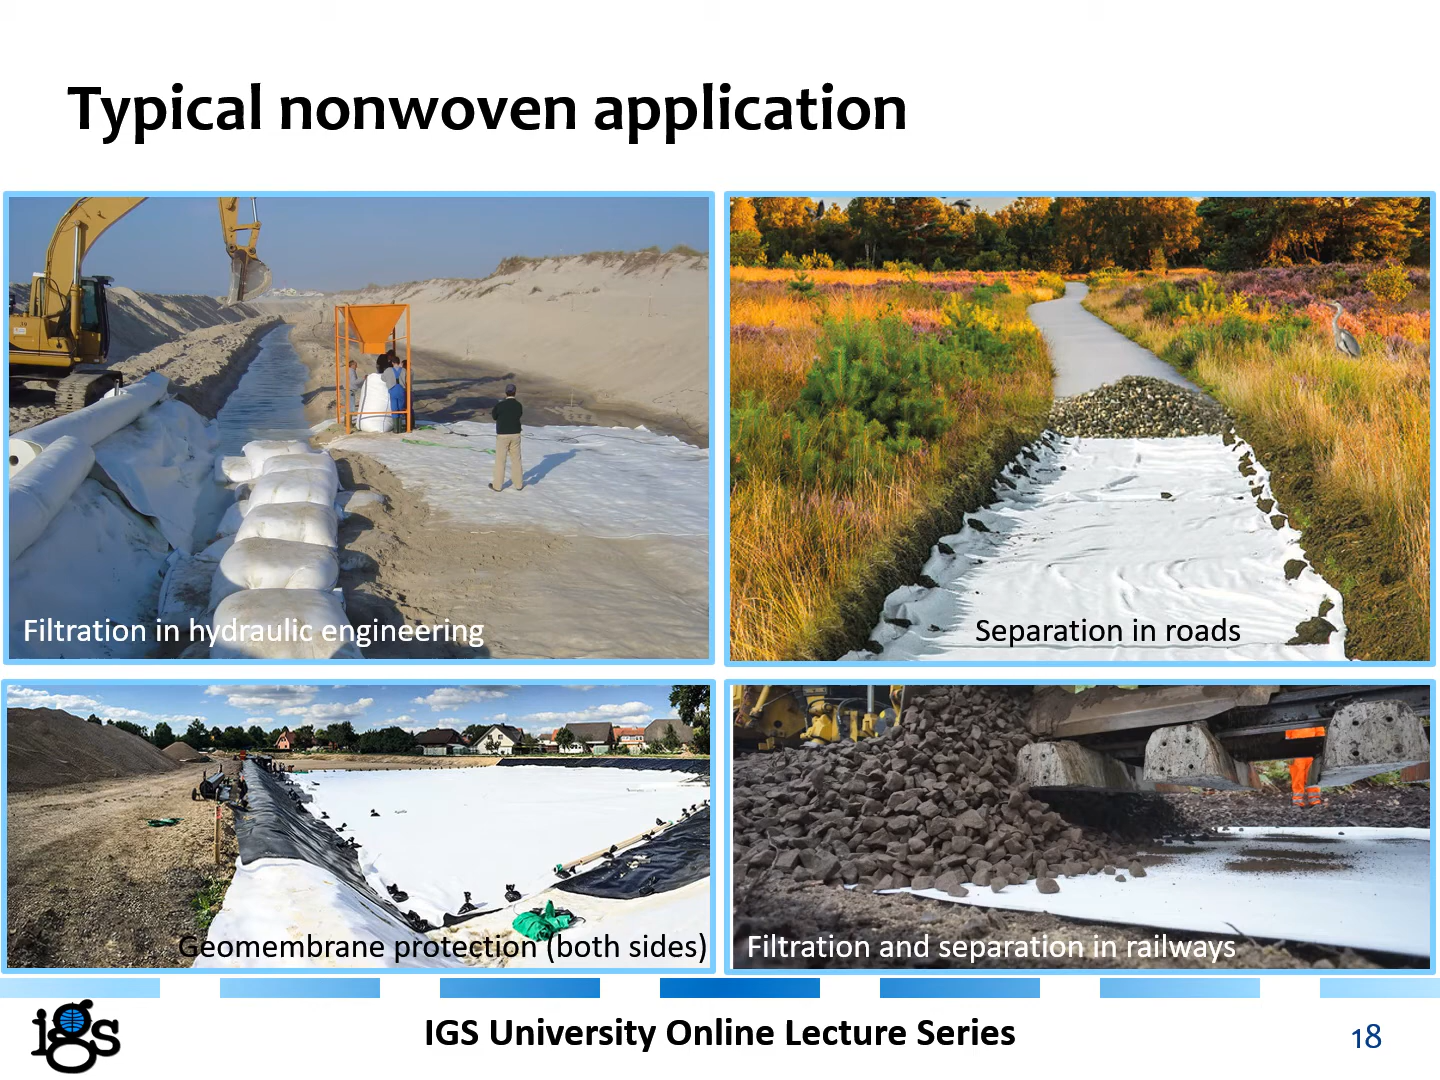 Typical nonwoven application
Filtration in hydraulic engineering
Separation in roads
Geomembrane protection (both sides)
Filtration and separation in railways
igs
IGS University Online Lecture Series
18